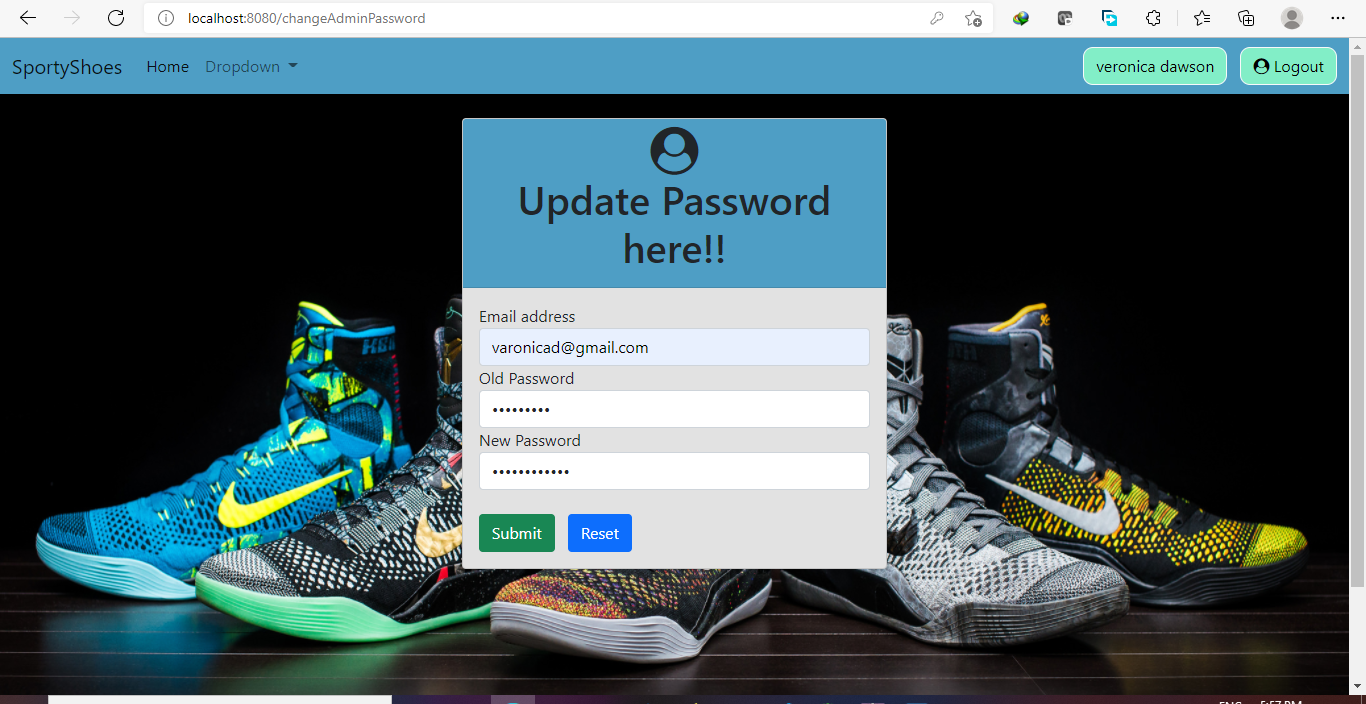 localhost:8080/changeAdminPassword
SportyShoes Home Dropdown veronica dawson Logout
Update Password
here!!
Email address
varonicad@gmail.com
Old Password
•••••••••
New Password
••••••••••••
Submit Reset